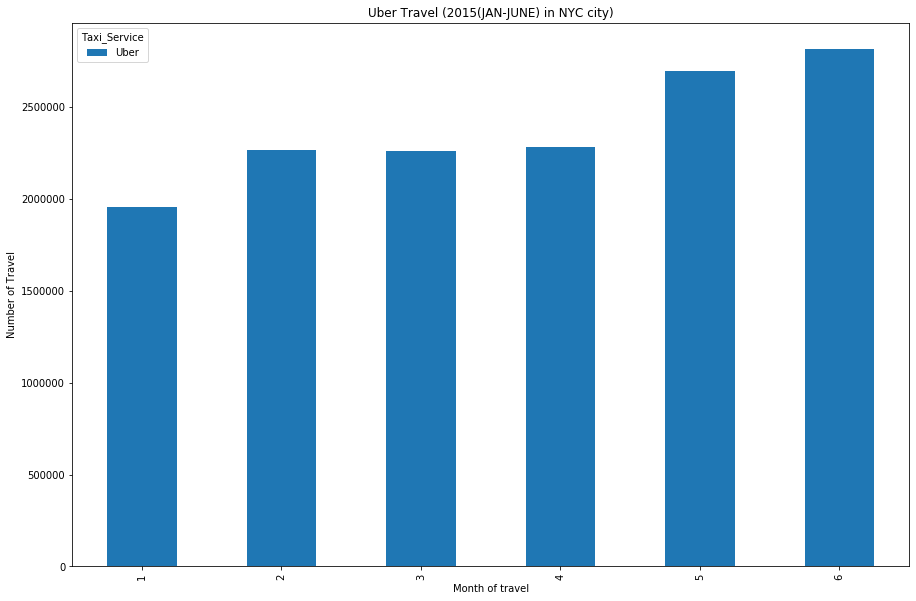 Uber Travel (2015(JAN-JUNE) in NYC city)
Taxi_Service
Uber
Number of Travel
2500000
2000000
1500000
1000000
500000
0
1 2 3 4 5 6
Month of travel